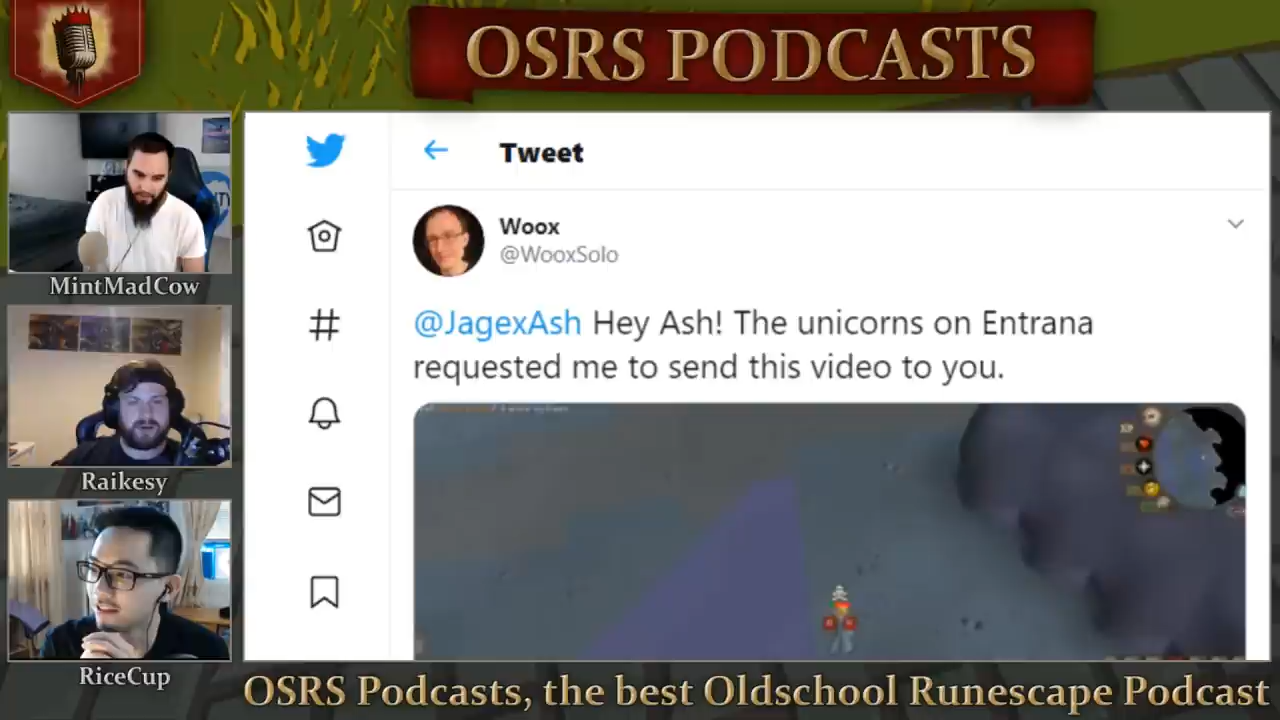 OSRS PODCASTS
MintMadCow
Raikesy
RiceCup
Tweet
Woox
@WooxSolo
@JagexAsh Hey Ash! The unicorns on Entrana
requested me to send this video to you.
OSRS Podcasts, the best Oldschool Runescape Podcast